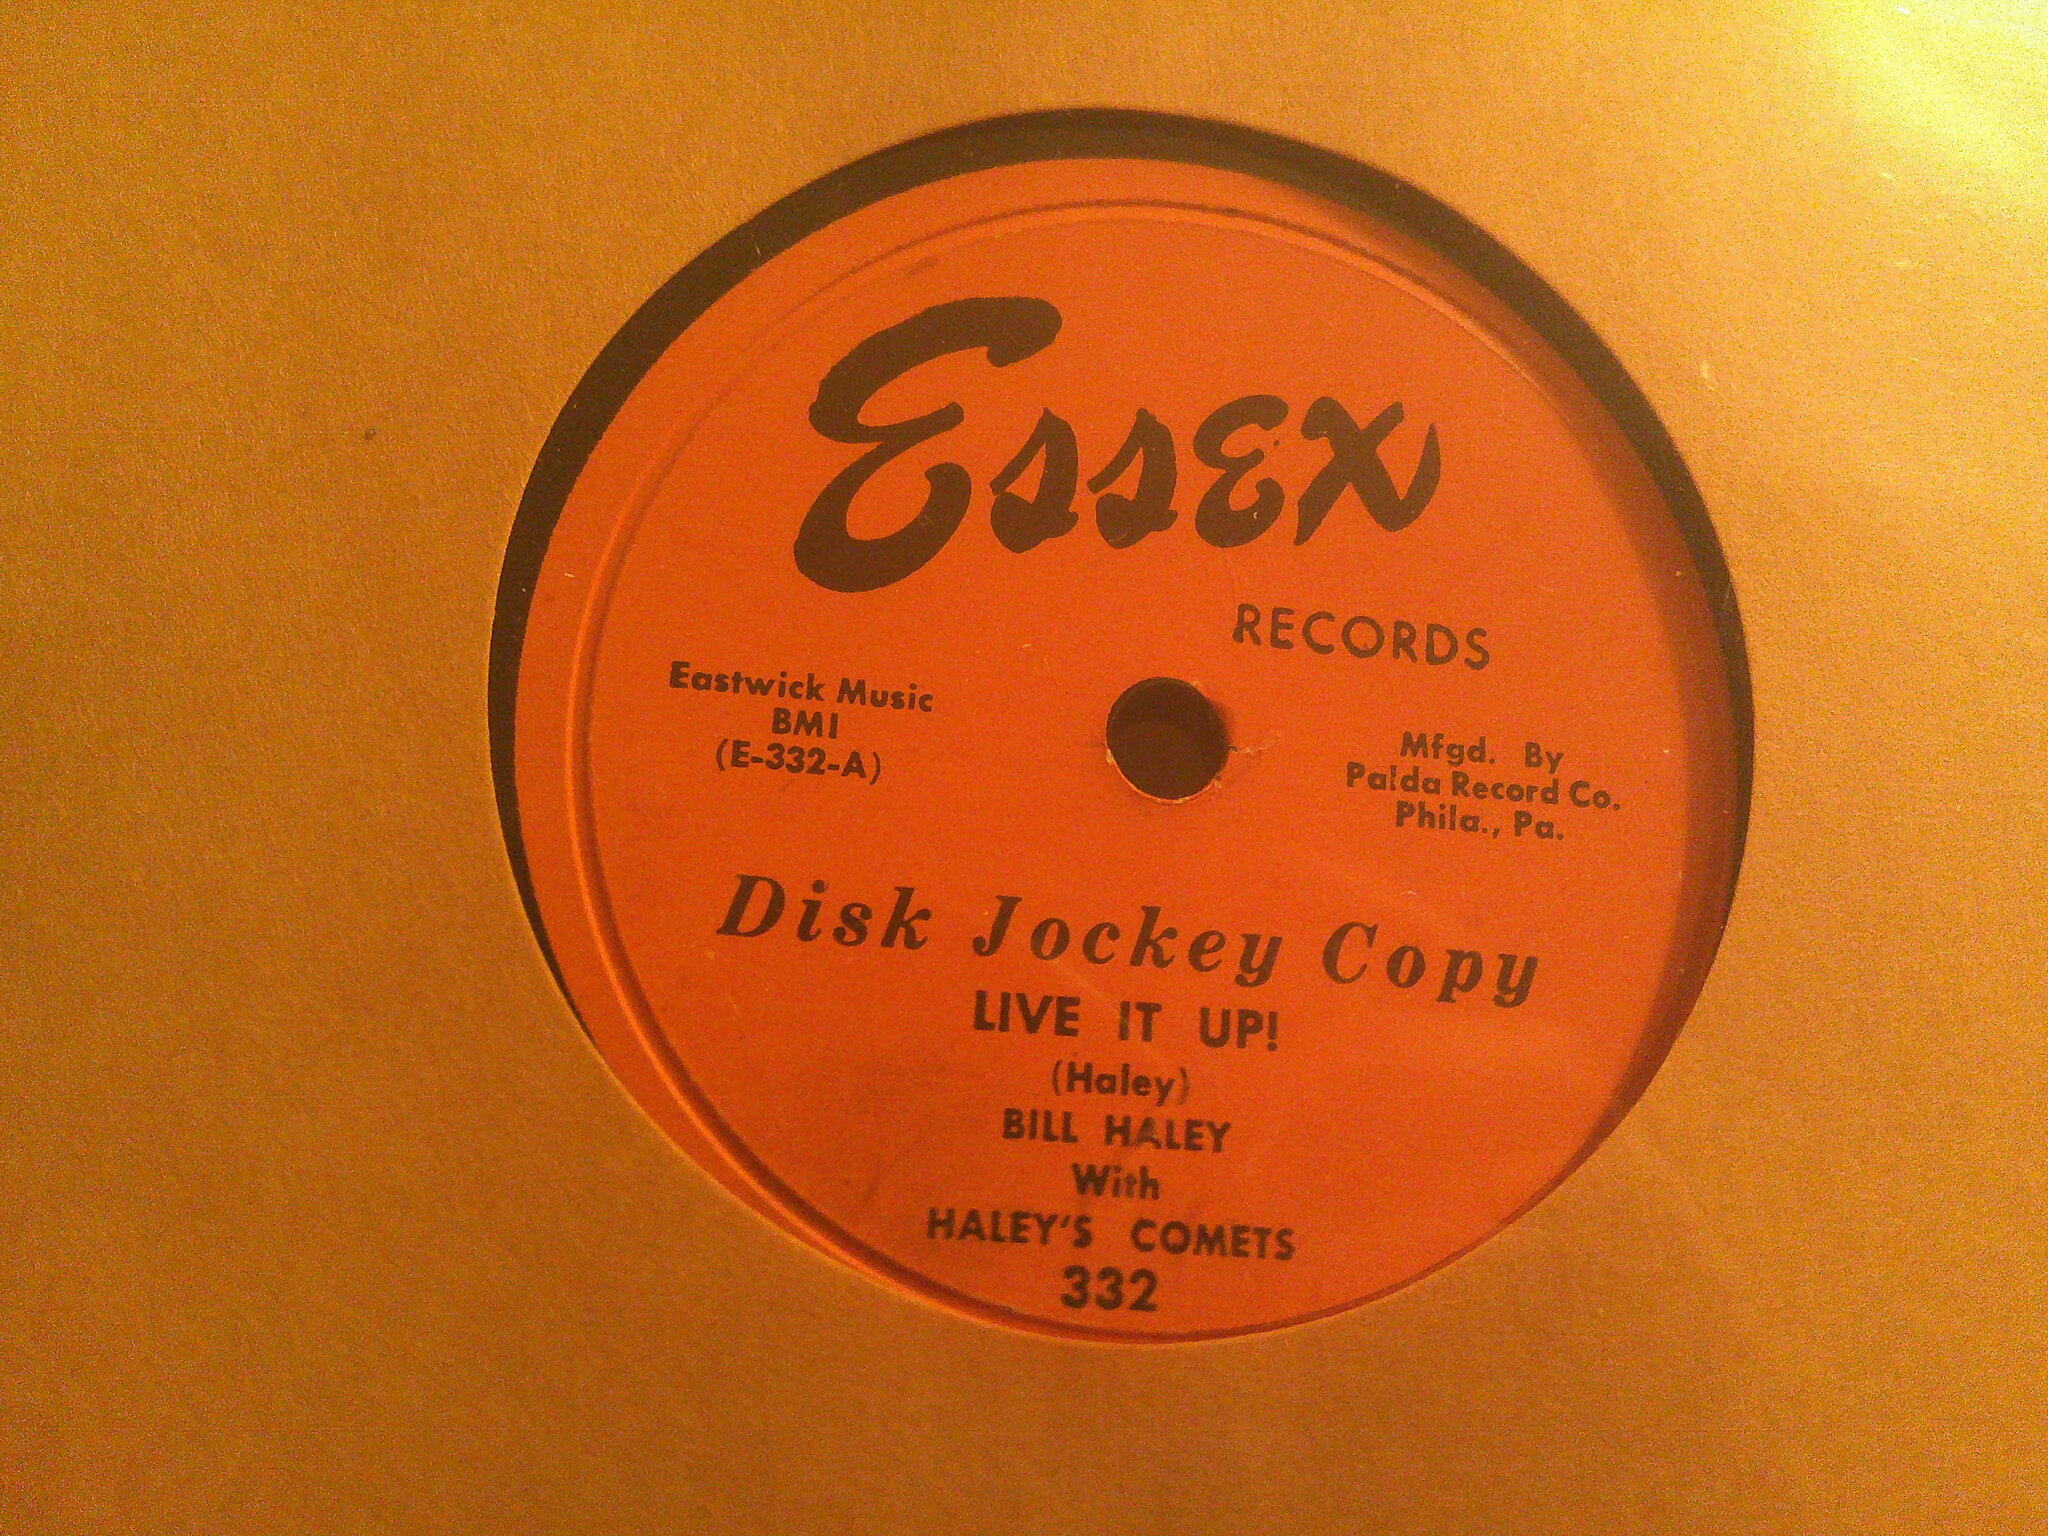 Essex
RECORDS
Eastwick Music
BMI
(E-332-A)
Mfgd. By
Palda Record Co.
Phila., Pa.
Disk Jockey Copy
LIVE IT UP!
(Haley)
BILL HALEY
With
HALEY'S COMETS
332